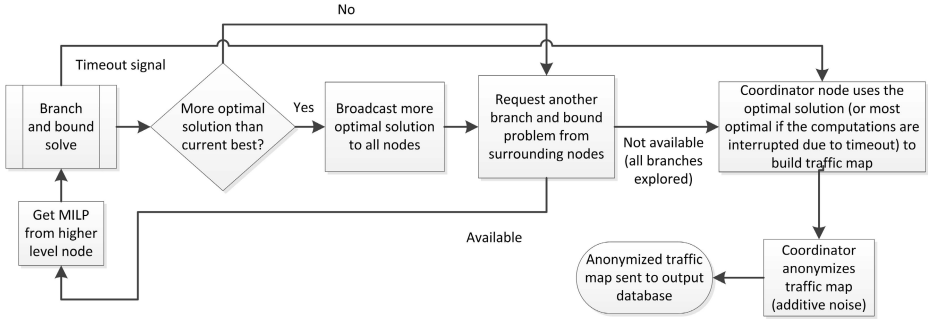 No
Timeout signal
Branch
and bound
solve
More optimal
solution than
current best?
Yes
Broadcast more
optimal solution
to all nodes
Request another
branch and bound
problem from
surrounding nodes
Not available
(all branches
explored)
Coordinator node uses the
optimal solution (or most
optimal if the computations are
interrupted due to timeout) to
build traffic map
Get MILP
from higher
level node
Available
Anonymized traffic
map sent to output
database
Coordinator
anonymizes
traffic map
(additive noise)